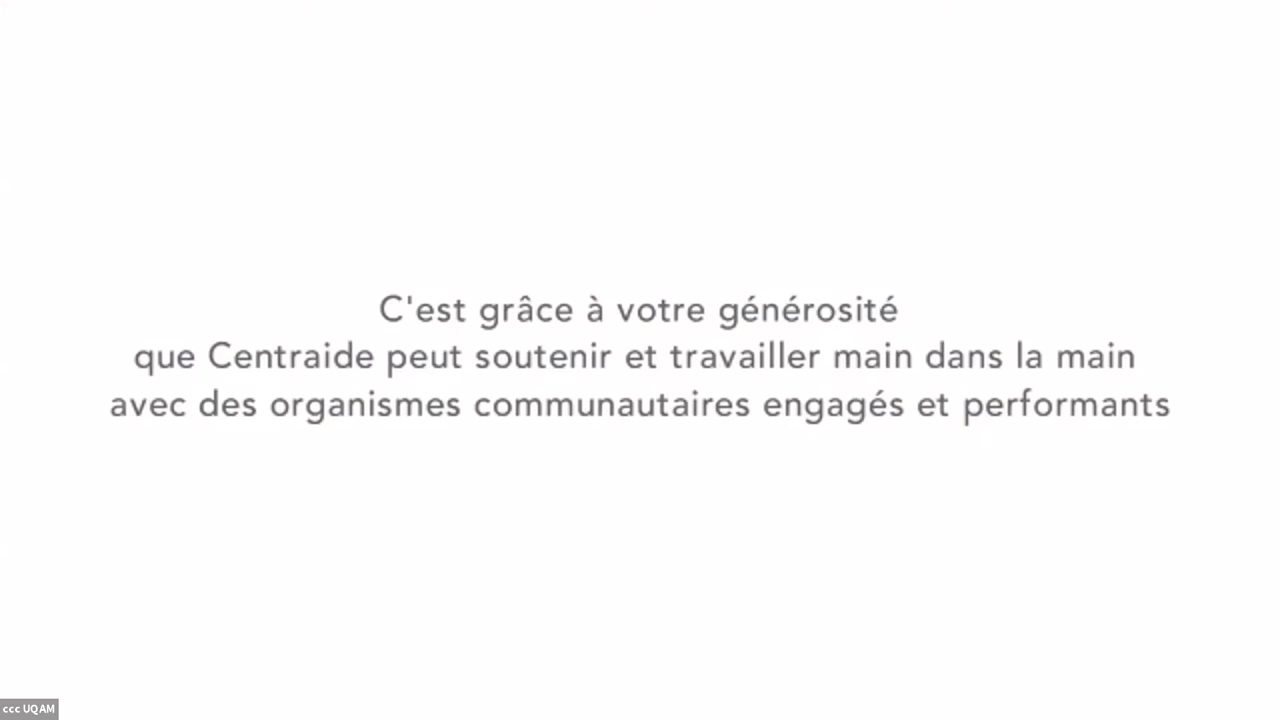 C'est grâce à votre générosité
que Centraide peut soutenir et travailler main dans la main
avec des organismes communautaires engagés et performants
ccc UQAM